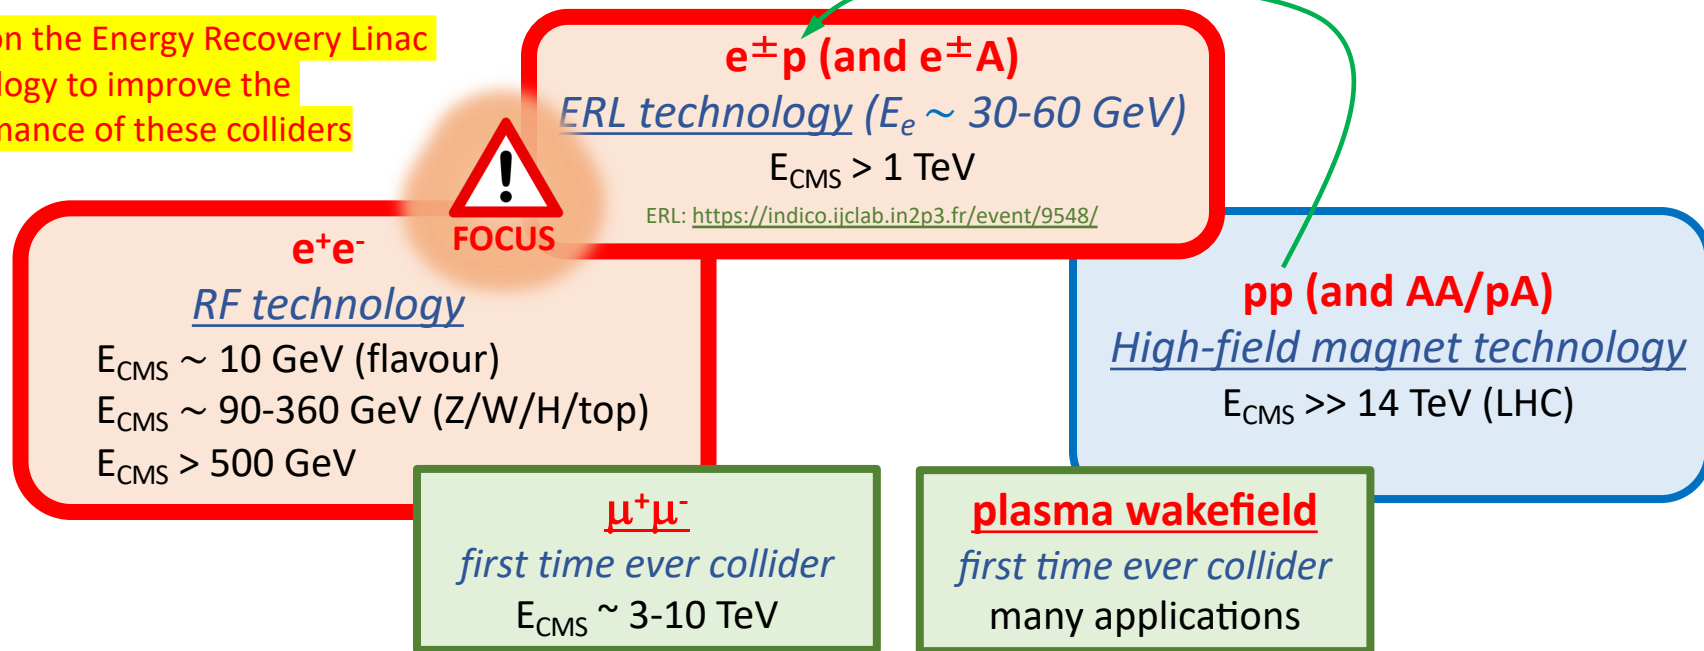 on the Energy Recovery Linac
logy to improve the
mance of these colliders
e±p (and e±A)
ERL technology (Ee ~ 30-60 GeV)
ECMS > 1 TeV
ERL: https://indico.ijclab.in2p3.fr/event/9548/
!
FOCUS
e+e-
RF technology
ECMS ~ 10 GeV (flavour)
ECMS ~ 90-360 GeV (Z/W/H/top)
ECMS > 500 GeV
pp (and AA/pA)
High-field magnet technology
ECMS >> 14 TeV (LHC)
μ+μ-
first time ever collider
ECMS ~ 3-10 TeV
plasma wakefield
first time ever collider
many applications